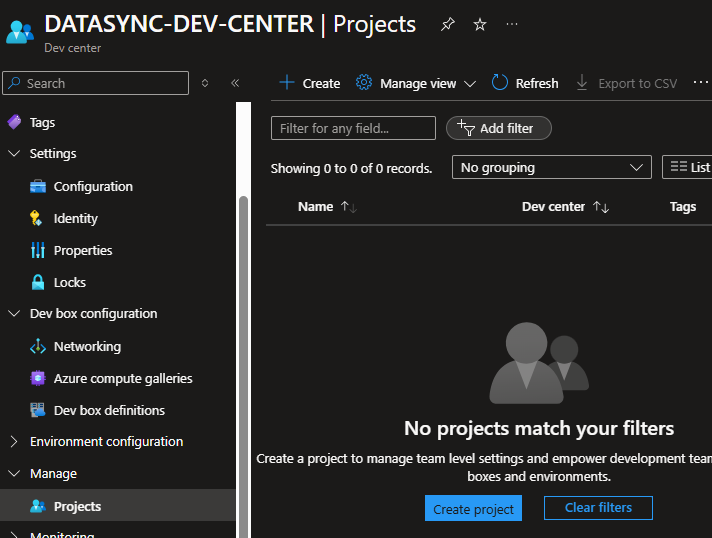 DATASYNC-DEV-CENTER | Projects
Dev center
Search
Tags
Settings
Configuration
Identity
Properties
Locks
Dev box configuration
Networking
Azure compute galleries
Dev box definitions
Environment configuration
Manage
Projects
Monitoring
Create
Manage view
Refresh
Export to CSV
Filter for any field...
Add filter
Showing 0 to 0 of 0 records.
No grouping
List
Name
Dev center
Tags
No projects match your filters
Create a project to manage team level settings and empower development team
boxes and environments.
Create project
Clear filters